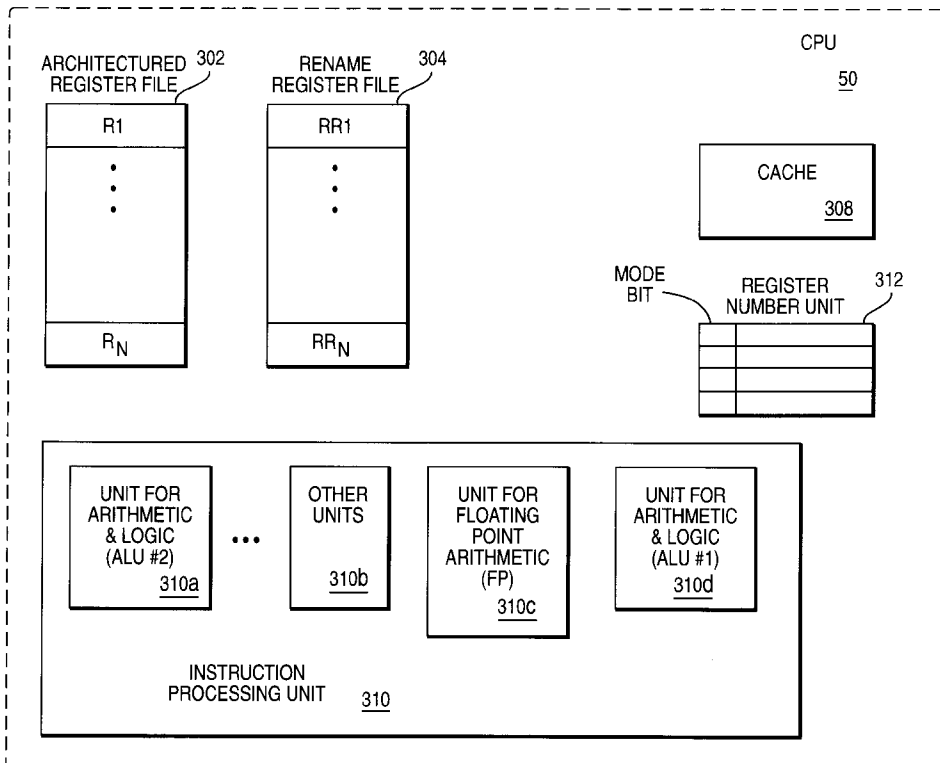 CPU
50
ARCHITECTURED
REGISTER FILE
302
RENAME
REGISTER FILE
304
R1
RR1
RN
RRN
CACHE
308
MODE
BIT
REGISTER
NUMBER UNIT
312
UNIT FOR
ARITHMETIC
& LOGIC
(ALU #2)
310a
OTHER
UNITS
310b
UNIT FOR
FLOATING
POINT
ARITHMETIC
(FP)
310c
UNIT FOR
ARITHMETIC
& LOGIC
(ALU #1)
310d
INSTRUCTION
PROCESSING UNIT
310